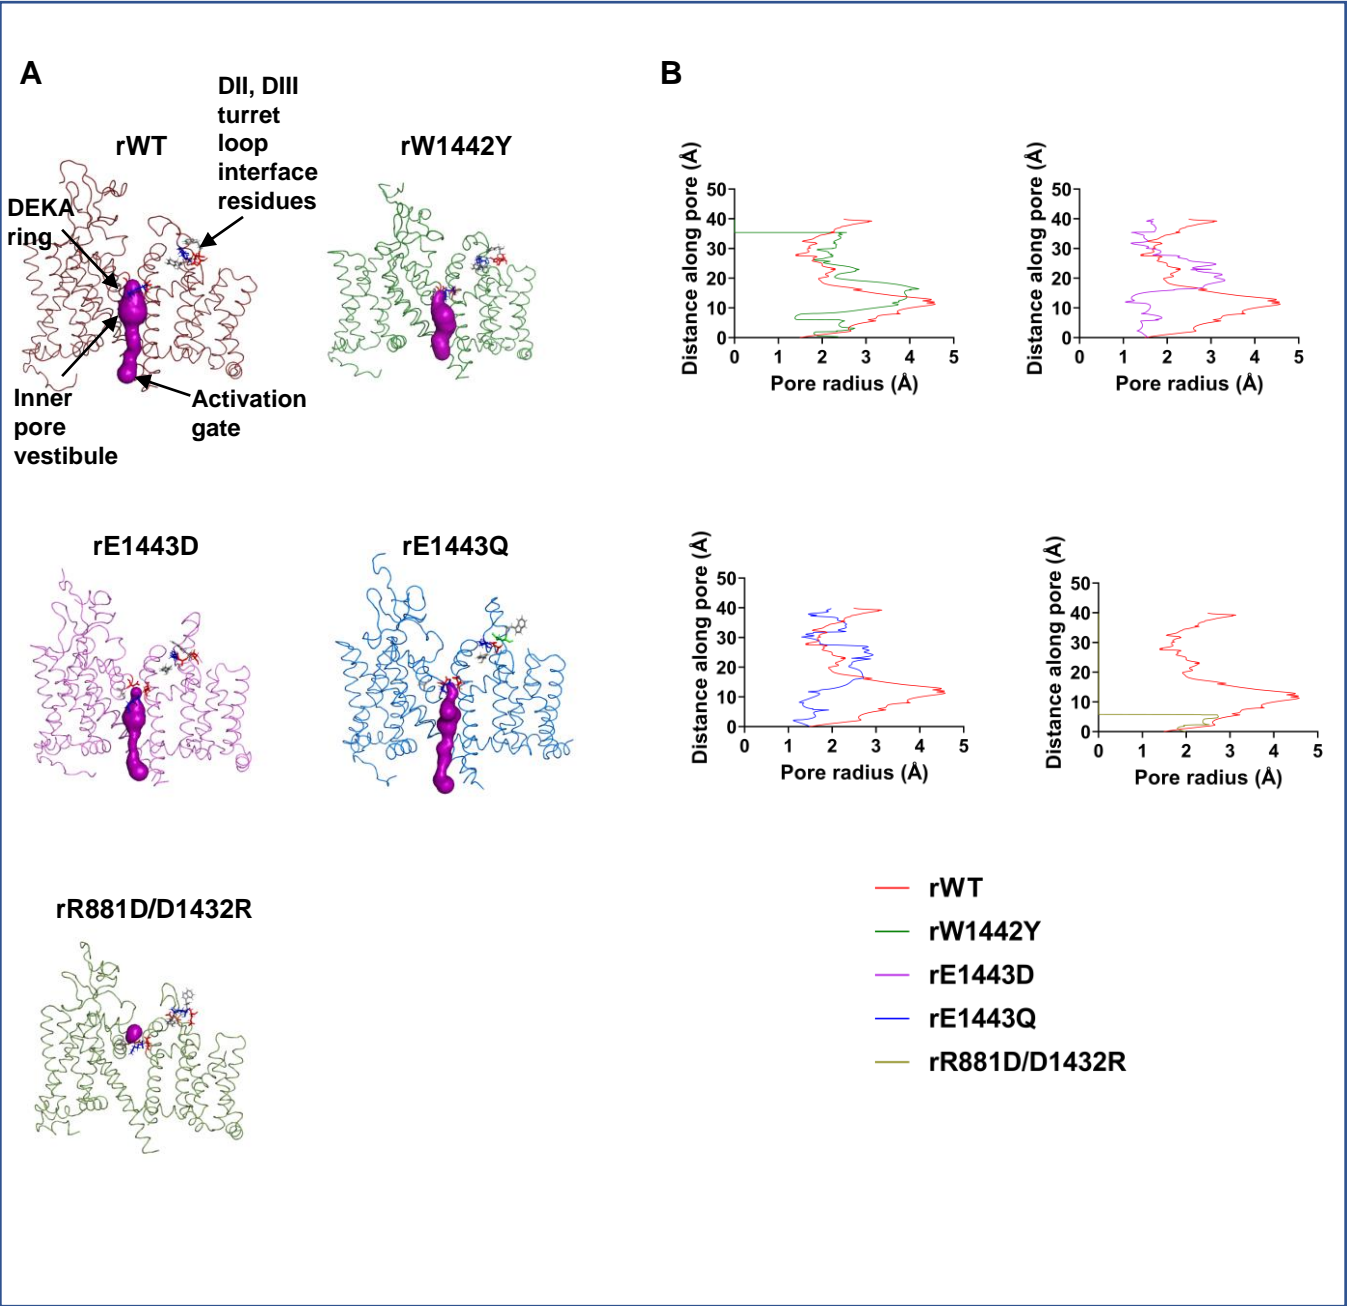 A
B
DII, DIII
turret
loop
interface
residues
rWT
rW1442Y
DEKA
ring
Inner
pore
vestibule
Activation
gate
Distance along pore (Å)
50
40
30
20
10
0
0 1 2 3 4 5
Pore radius (Å)
Distance along pore (Å)
50
40
30
20
10
0
0 1 2 3 4 5
Pore radius (Å)
rE1443D
rE1443Q
Distance along pore (Å)
50
40
30
20
10
0
0 1 2 3 4 5
Pore radius (Å)
Distance along pore (Å)
50
40
30
20
10
0
0 1 2 3 4 5
Pore radius (Å)
rR881D/D1432R
rWT
rW1442Y
rE1443D
rE1443Q
rR881D/D1432R